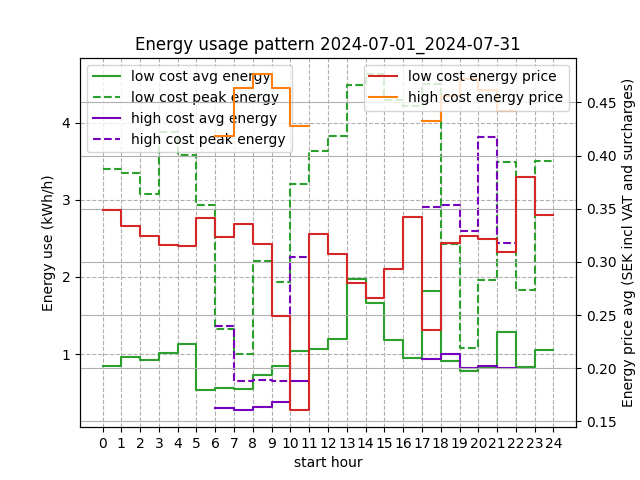 Energy usage pattern 2024-07-01_2024-07-31
low cost avg energy
low cost peak energy
high cost avg energy
high cost peak energy
low cost energy price
high cost energy price
Energy use (kWh/h)
4
3
2
1
0.45
0.40
0.35
0.30
0.25
0.20
0.15
Energy price avg (SEK incl VAT and surcharges)
0 1 2 3 4 5 6 7 8 9 10 11 12 13 14 15 16 17 18 19 20 21 22 23 24
start hour